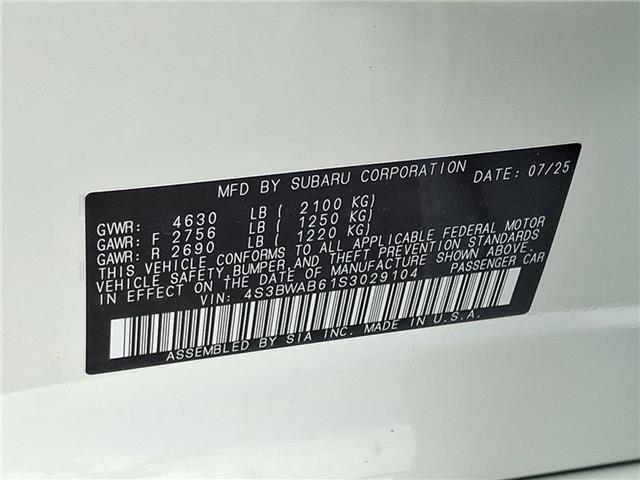 MFD BY SUBARU CORPORATION DATE: 07/25
GVWR: 4630 LB ( 2100 KG)
GAWR: F 2756 LB ( 1250 KG)
GAWR: R 2690 LB ( 1220 KG)
THIS VEHICLE CONFORMS TO ALL APPLICABLE FEDERAL MOTOR
VEHICLE SAFETY,BUMPER AND THEFT PREVENTION STANDARDS
IN EFFECT ON THE DATE OF MANUFACTURE SHOWN ABOVE.
VIN: 4S3BWAB61S3029104 PASSENGER CAR
ASSEMBLED BY SIA INC. MADE IN U.S.A.